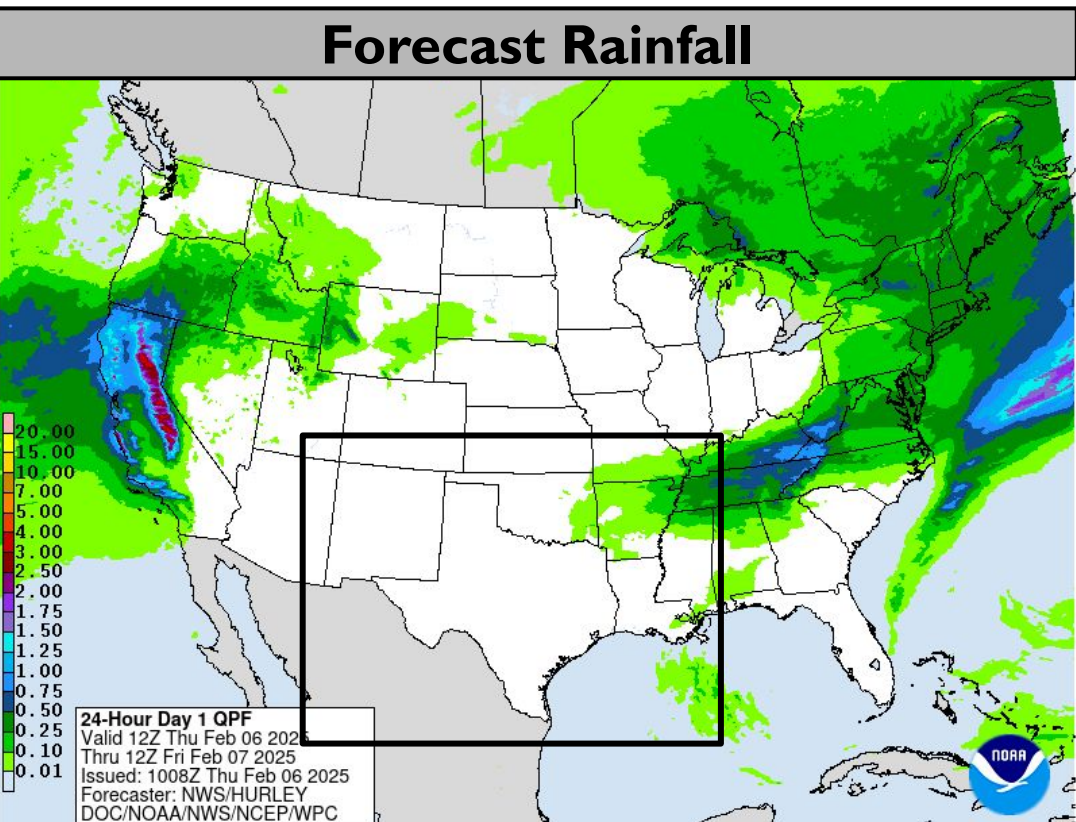 Forecast Rainfall
20.00
15.00
10.00
7.00
5.00
4.00
3.00
2.50
2.00
1.75
1.50
1.25
1.00
0.75
0.50
0.25
0.10
0.01
24-Hour Day 1 QPF
Valid 12Z Thu Feb 06 2025
Thru 12Z Fri Feb 07 2025
Issued: 1008Z Thu Feb 06 2025
Forecaster: NWS/HURLEY
DOC/NOAA/NWS/NCEP/WPC
NOAA